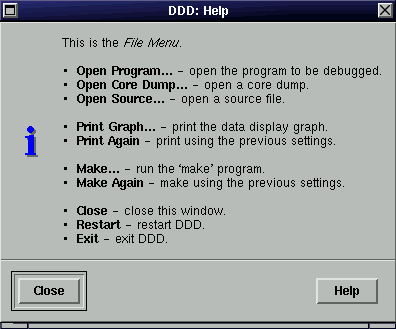 DDD: Help
This is the File Menu.
• Open Program... – open the program to be debugged.
• Open Core Dump... – open a core dump.
• Open Source... – open a source file.
• Print Graph... – print the data display graph.
• Print Again – print using the previous settings.
• Make... – run the ‘make’ program.
• Make Again – make using the previous settings.
• Close – close this window.
• Restart – restart DDD.
• Exit – exit DDD.
Close Help